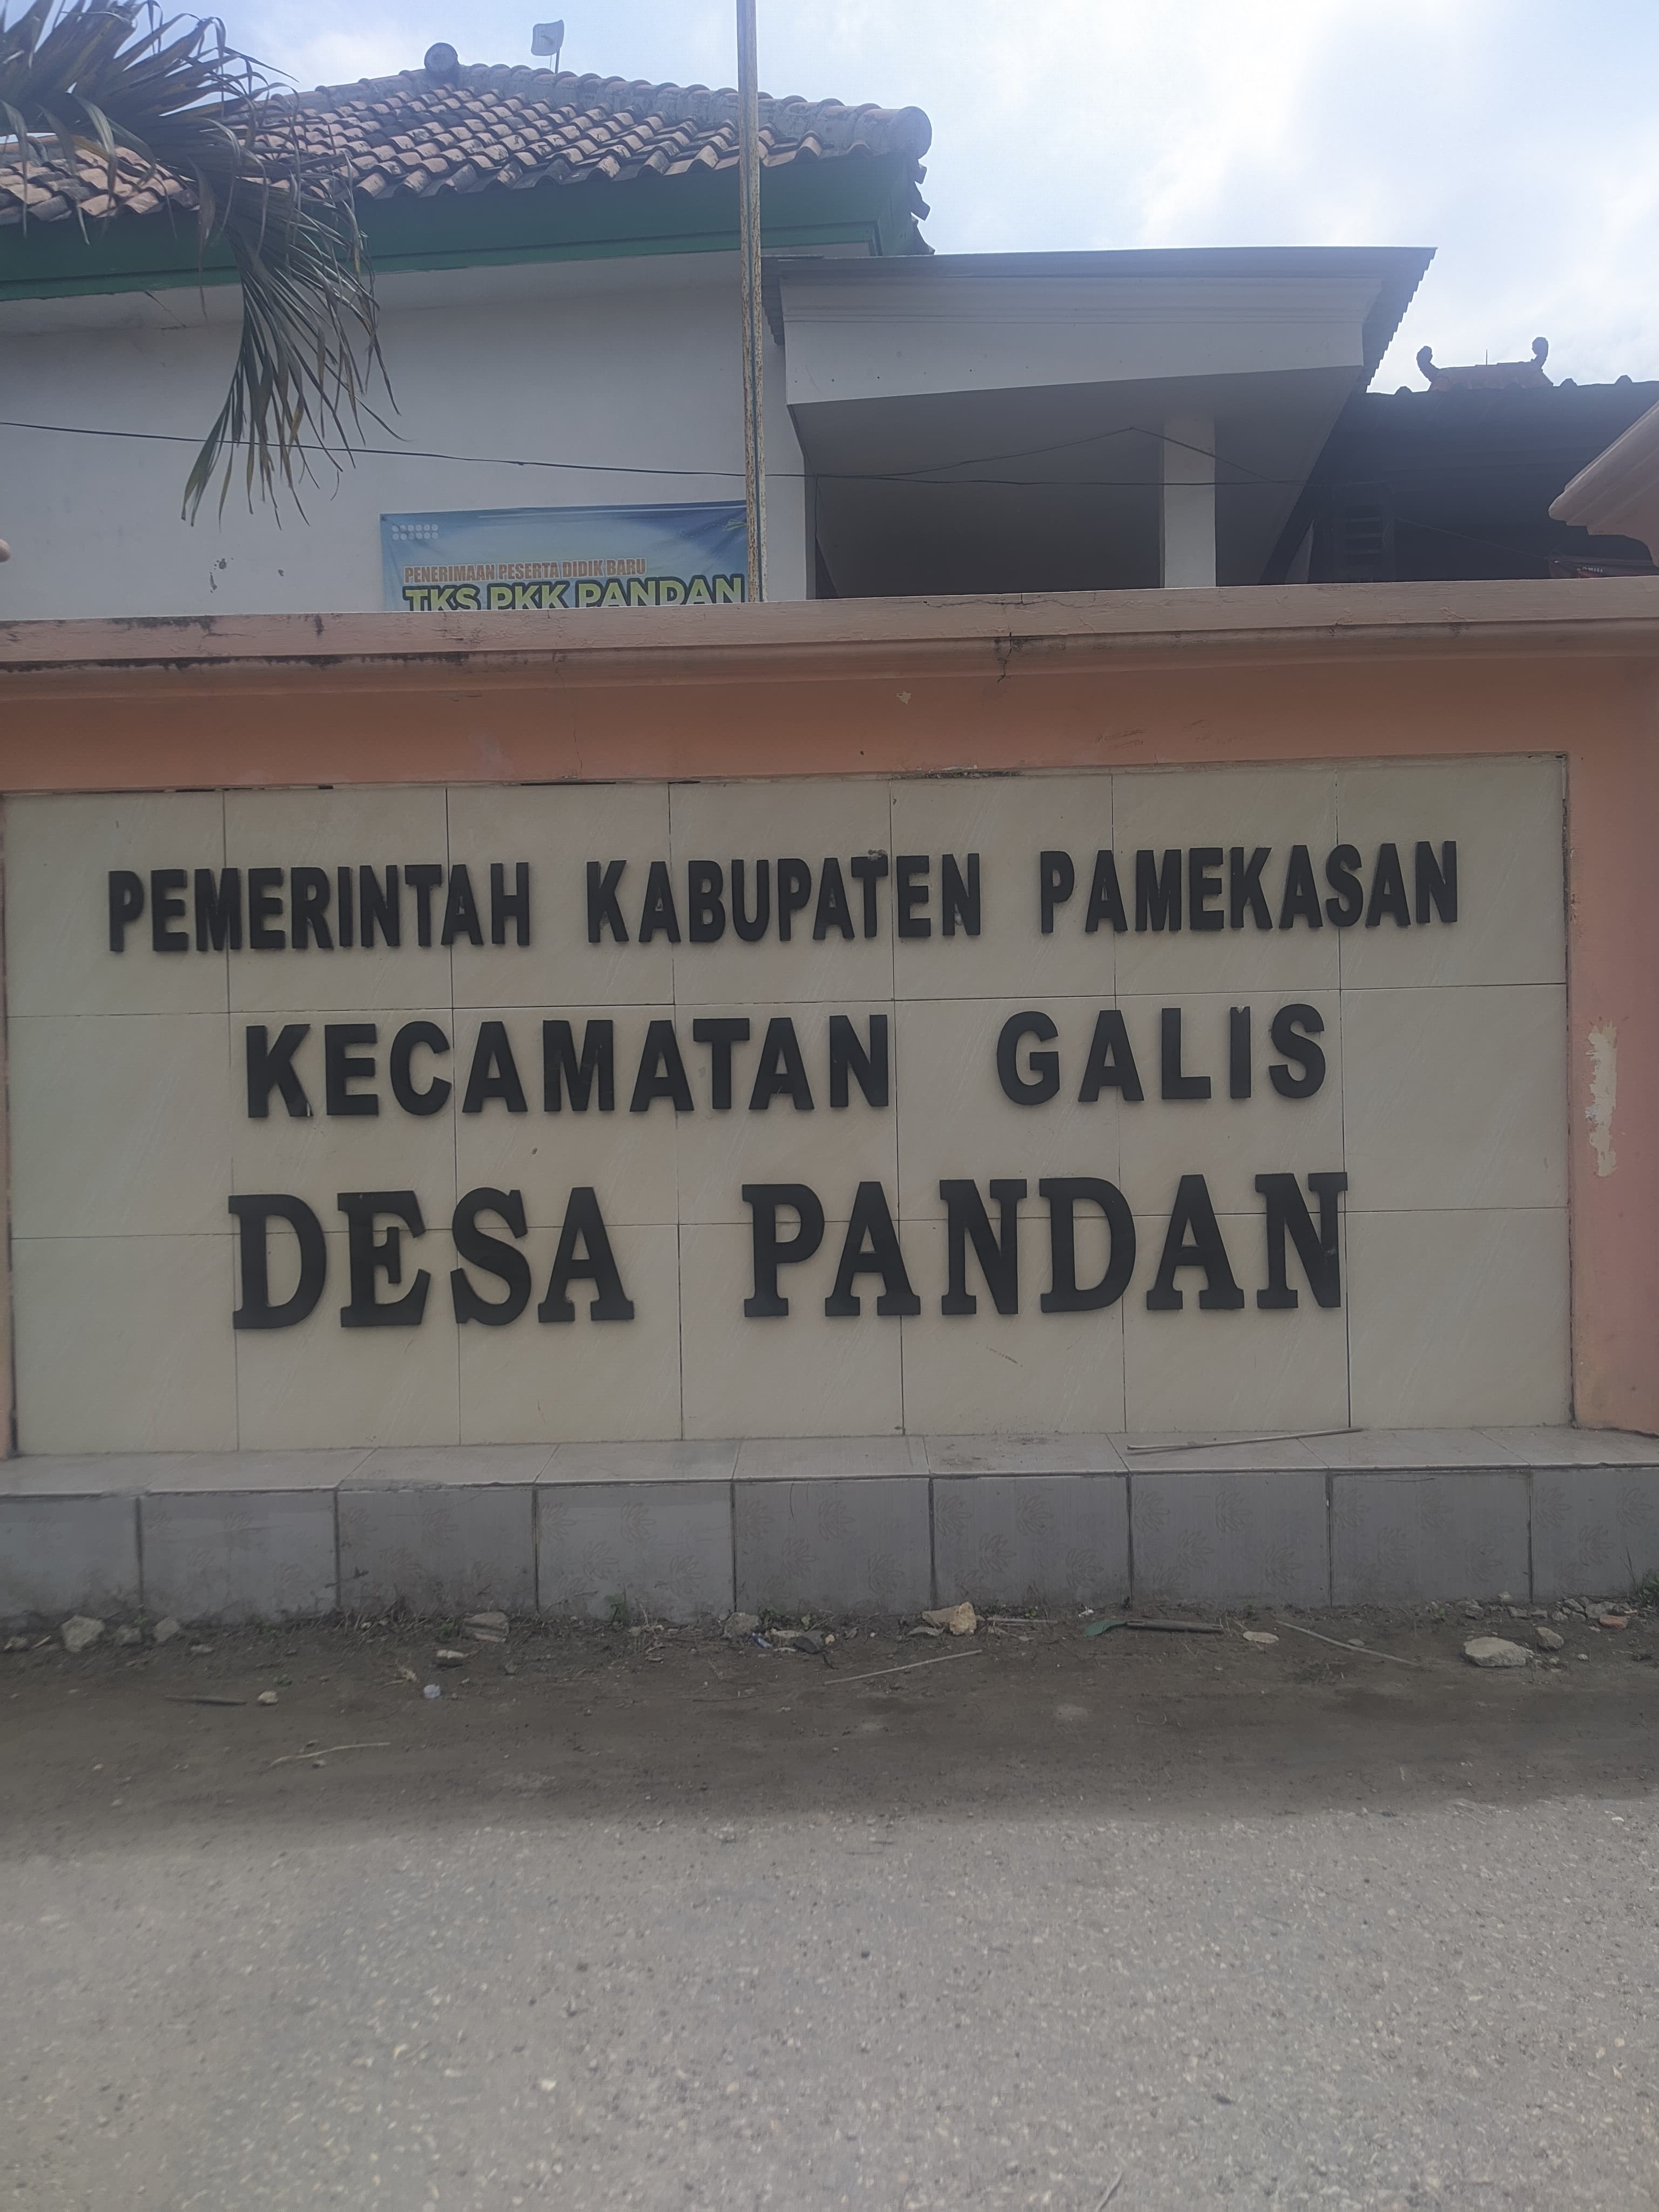 PENERIMAAN PESERTA DIDIK BARU
TKS PKK PANDAN
PEMERINTAH KABUPATEN PAMEKASAN
KECAMATAN GALIS
DESA PANDAN